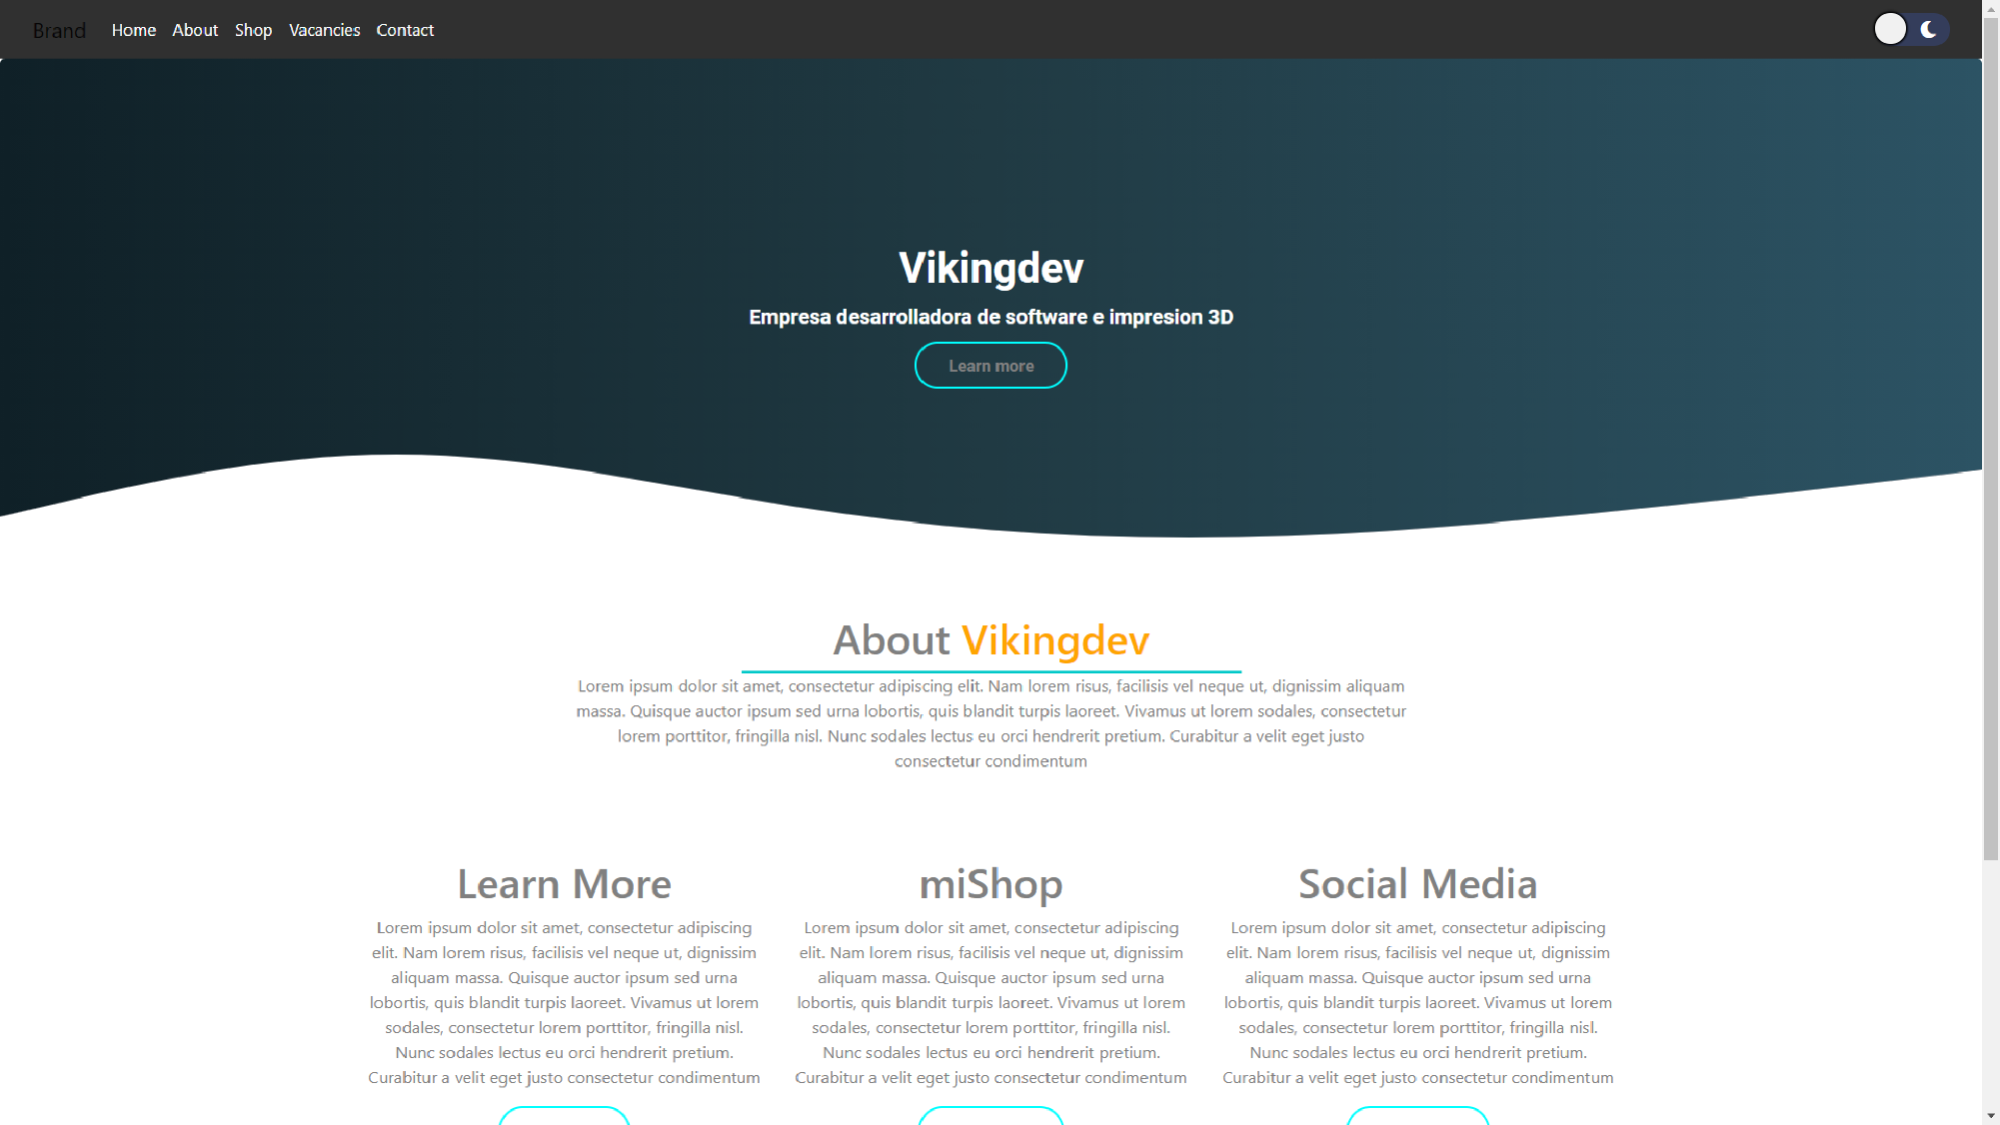 Brand Home About Shop Vacancies Contact
Vikingdev
Empresa desarrolladora de software e impresion 3D
Learn more
About Vikingdev
Lorem ipsum dolor sit amet, consectetur adipiscing elit. Nam lorem risus, facilisis vel neque ut, dignissim aliquam
massa. Quisque auctor ipsum sed urna lobortis, quis blandit turpis laoreet. Vivamus ut lorem sodales, consectetur
lorem porttitor, fringilla nisl. Nunc sodales lectus eu orci hendrerit pretium. Curabitur a velit eget justo
consectetur condimentum
Learn More
Lorem ipsum dolor sit amet, consectetur adipiscing
elit. Nam lorem risus, facilisis vel neque ut, dignissim
aliquam massa. Quisque auctor ipsum sed urna
lobortis, quis blandit turpis laoreet. Vivamus ut lorem
sodales, consectetur lorem porttitor, fringilla nisl.
Nunc sodales lectus eu orci hendrerit pretium.
Curabitur a velit eget justo consectetur condimentum
miShop
Lorem ipsum dolor sit amet, consectetur adipiscing
elit. Nam lorem risus, facilisis vel neque ut, dignissim
aliquam massa. Quisque auctor ipsum sed urna
lobortis, quis blandit turpis laoreet. Vivamus ut lorem
sodales, consectetur lorem porttitor, fringilla nisl.
Nunc sodales lectus eu orci hendrerit pretium.
Curabitur a velit eget justo consectetur condimentum
Social Media
Lorem ipsum dolor sit amet, consectetur adipiscing
elit. Nam lorem risus, facilisis vel neque ut, dignissim
aliquam massa. Quisque auctor ipsum sed urna
lobortis, quis blandit turpis laoreet. Vivamus ut lorem
sodales, consectetur lorem porttitor, fringilla nisl.
Nunc sodales lectus eu orci hendrerit pretium.
Curabitur a velit eget justo consectetur condimentum